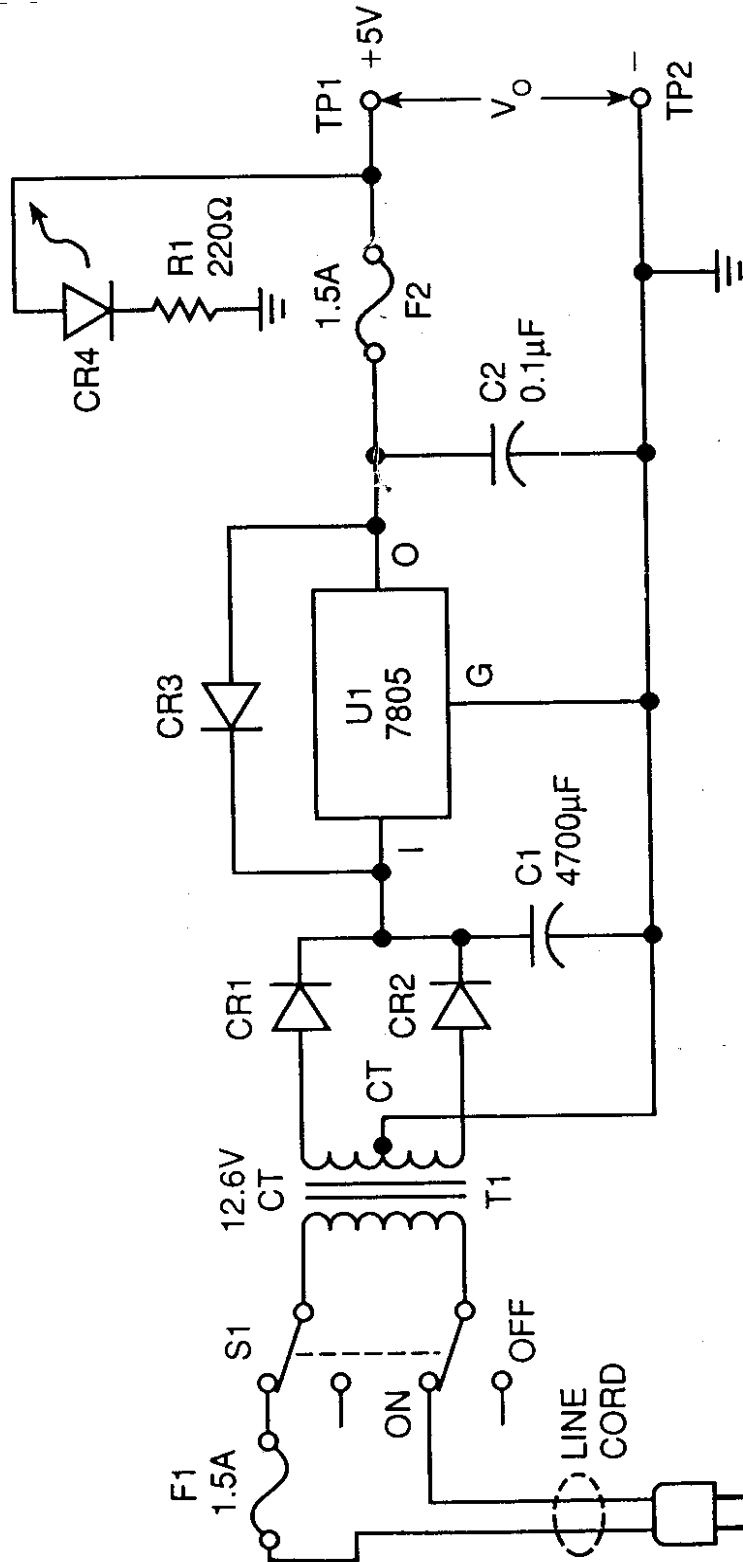 F1
1.5A
S1
ON
OFF
LINE
CORD
12.6V
CT
T1
CT
CR1
CR2
C1
4700µF
I
U1
7805
G
O
CR3
C2
0.1µF
1.5A
F2
CR4
R1
220Ω
TP1
+5V
VO
−
TP2